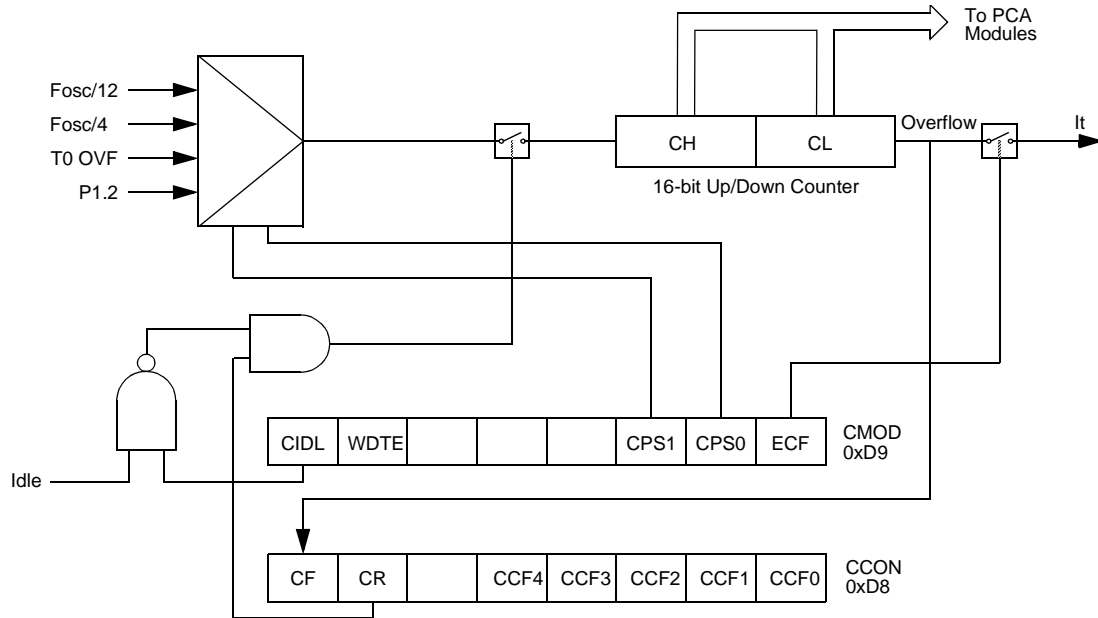 To PCA
Modules
Fosc/12
Fosc/4
T0 OVF
P1.2
CH
CL
Overflow
It
16-bit Up/Down Counter
CIDL
WDTE
CPS1
CPS0
ECF
CMOD
0xD9
Idle
CF
CR
CCF4
CCF3
CCF2
CCF1
CCF0
CCON
0xD8